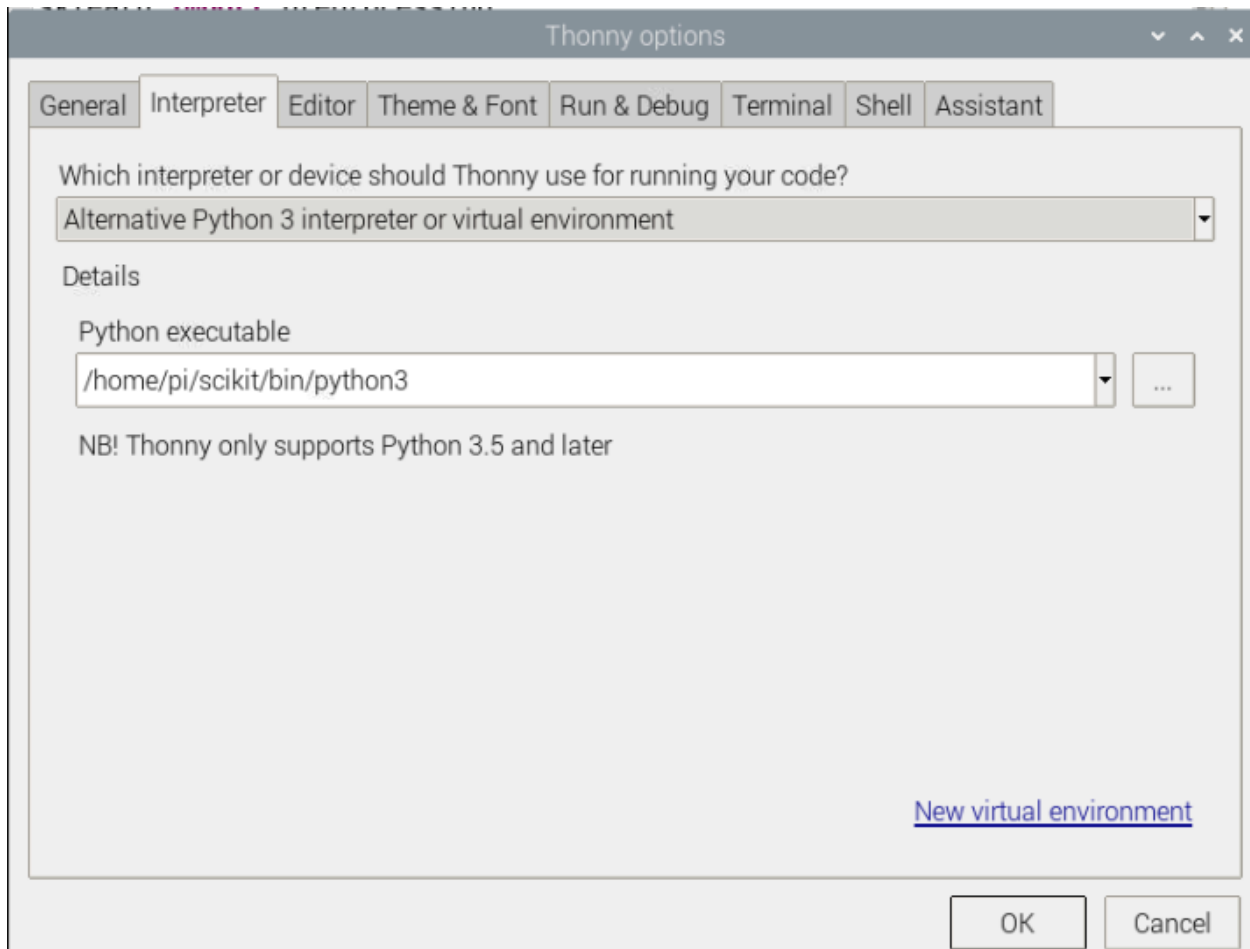 Thonny options
General Interpreter Editor Theme & Font Run & Debug Terminal Shell Assistant
Which interpreter or device should Thonny use for running your code?
Alternative Python 3 interpreter or virtual environment
Details
Python executable
/home/pi/scikit/bin/python3
...
NB! Thonny only supports Python 3.5 and later
New virtual environment
OK Cancel